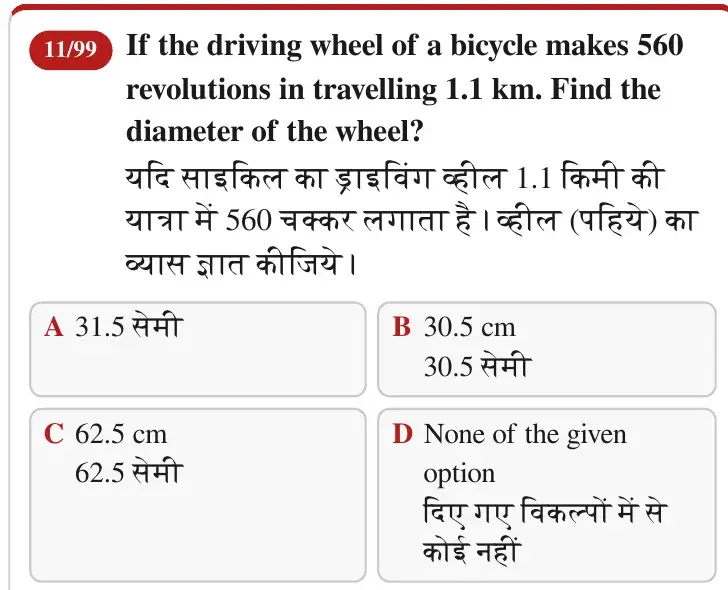 11/99 If the driving wheel of a bicycle makes 560
revolutions in travelling 1.1 km. Find the
diameter of the wheel?
यदि साइकिल का ड्राइविंग व्हील 1.1 किमी की
यात्रा में 560 चक्कर लगाता है। व्हील (पहिये) का
व्यास ज्ञात कीजिये।
A 31.5 सेमी
B 30.5 cm
30.5 सेमी
C 62.5 cm
62.5 सेमी
D None of the given
option
दिए गए विकल्पों में से
कोई नहीं